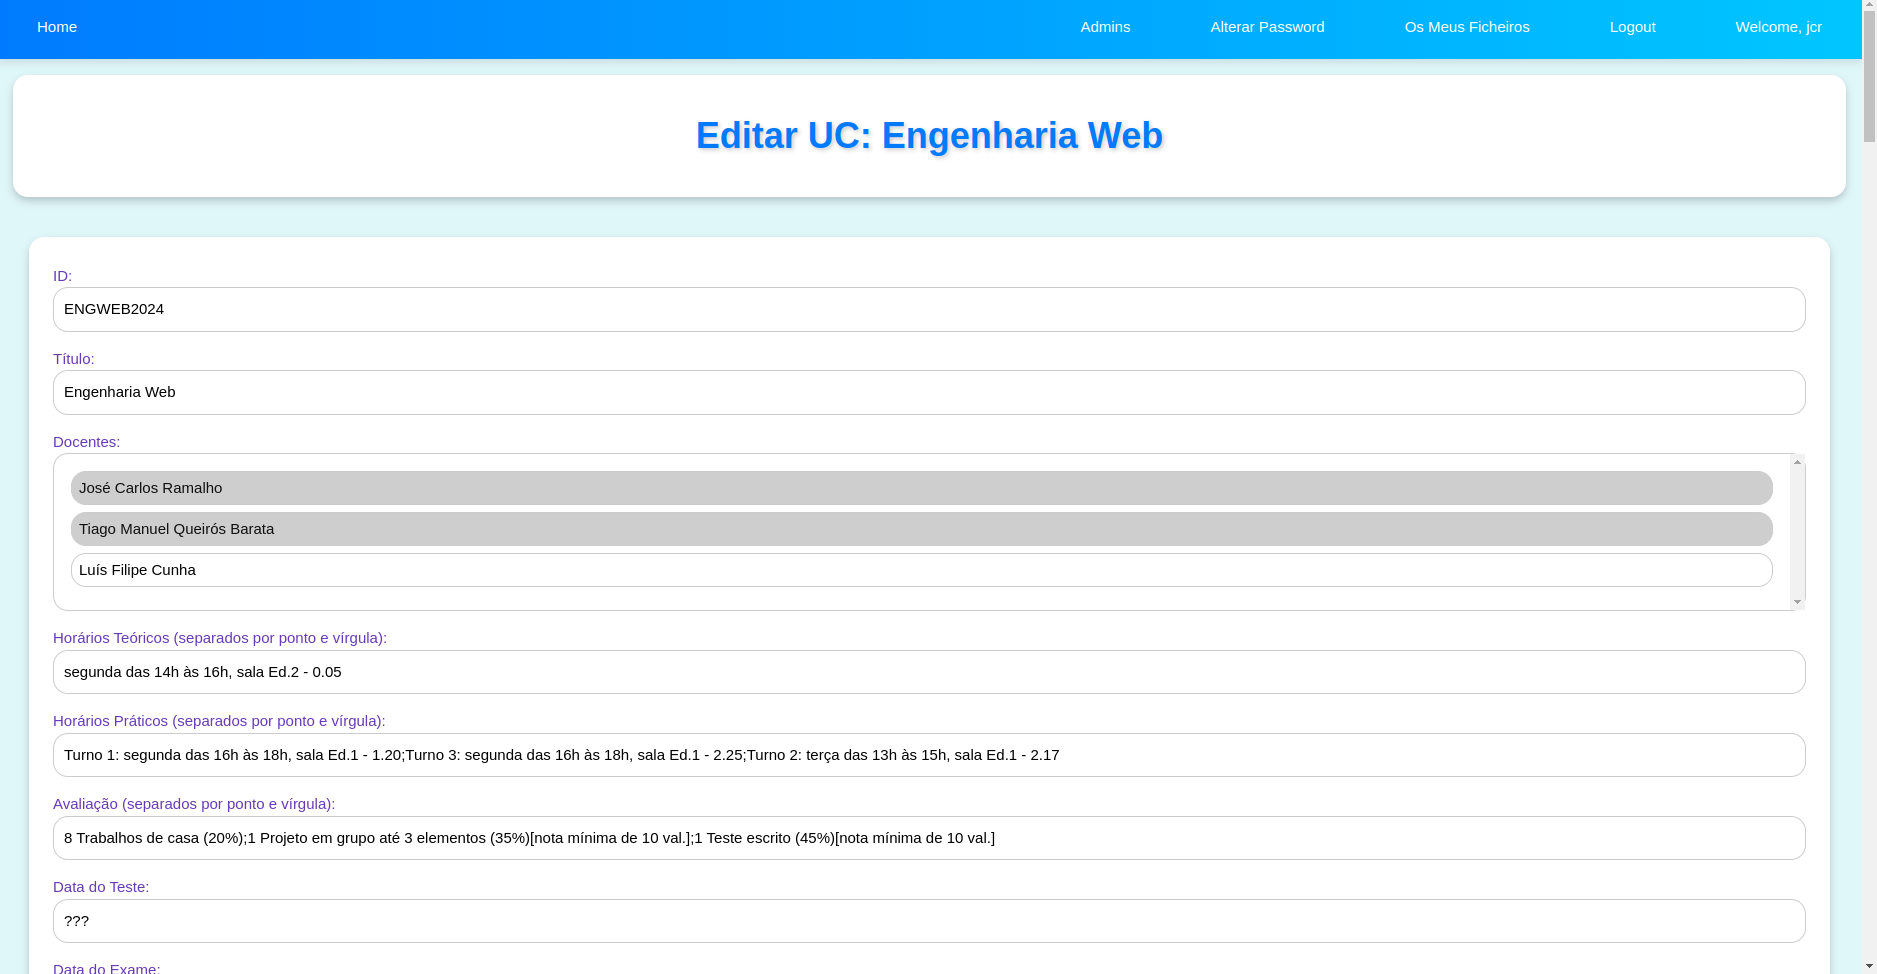 Home Admins Alterar Password Os Meus Ficheiros Logout Welcome, jcr
Editar UC: Engenharia Web
ID:
ENGWEB2024
Título:
Engenharia Web
Docentes:
José Carlos Ramalho
Tiago Manuel Queirós Barata
Luís Filipe Cunha
Horários Teóricos (separados por ponto e vírgula):
segunda das 14h às 16h, sala Ed.2 - 0.05
Horários Práticos (separados por ponto e vírgula):
Turno 1: segunda das 16h às 18h, sala Ed.1 - 1.20;Turno 3: segunda das 16h às 18h, sala Ed.1 - 2.25;Turno 2: terça das 13h às 15h, sala Ed.1 - 2.17
Avaliação (separados por ponto e vírgula):
8 Trabalhos de casa (20%);1 Projeto em grupo até 3 elementos (35%)[nota mínima de 10 val.];1 Teste escrito (45%)[nota mínima de 10 val.]
Data do Teste:
???
Data do Exame: